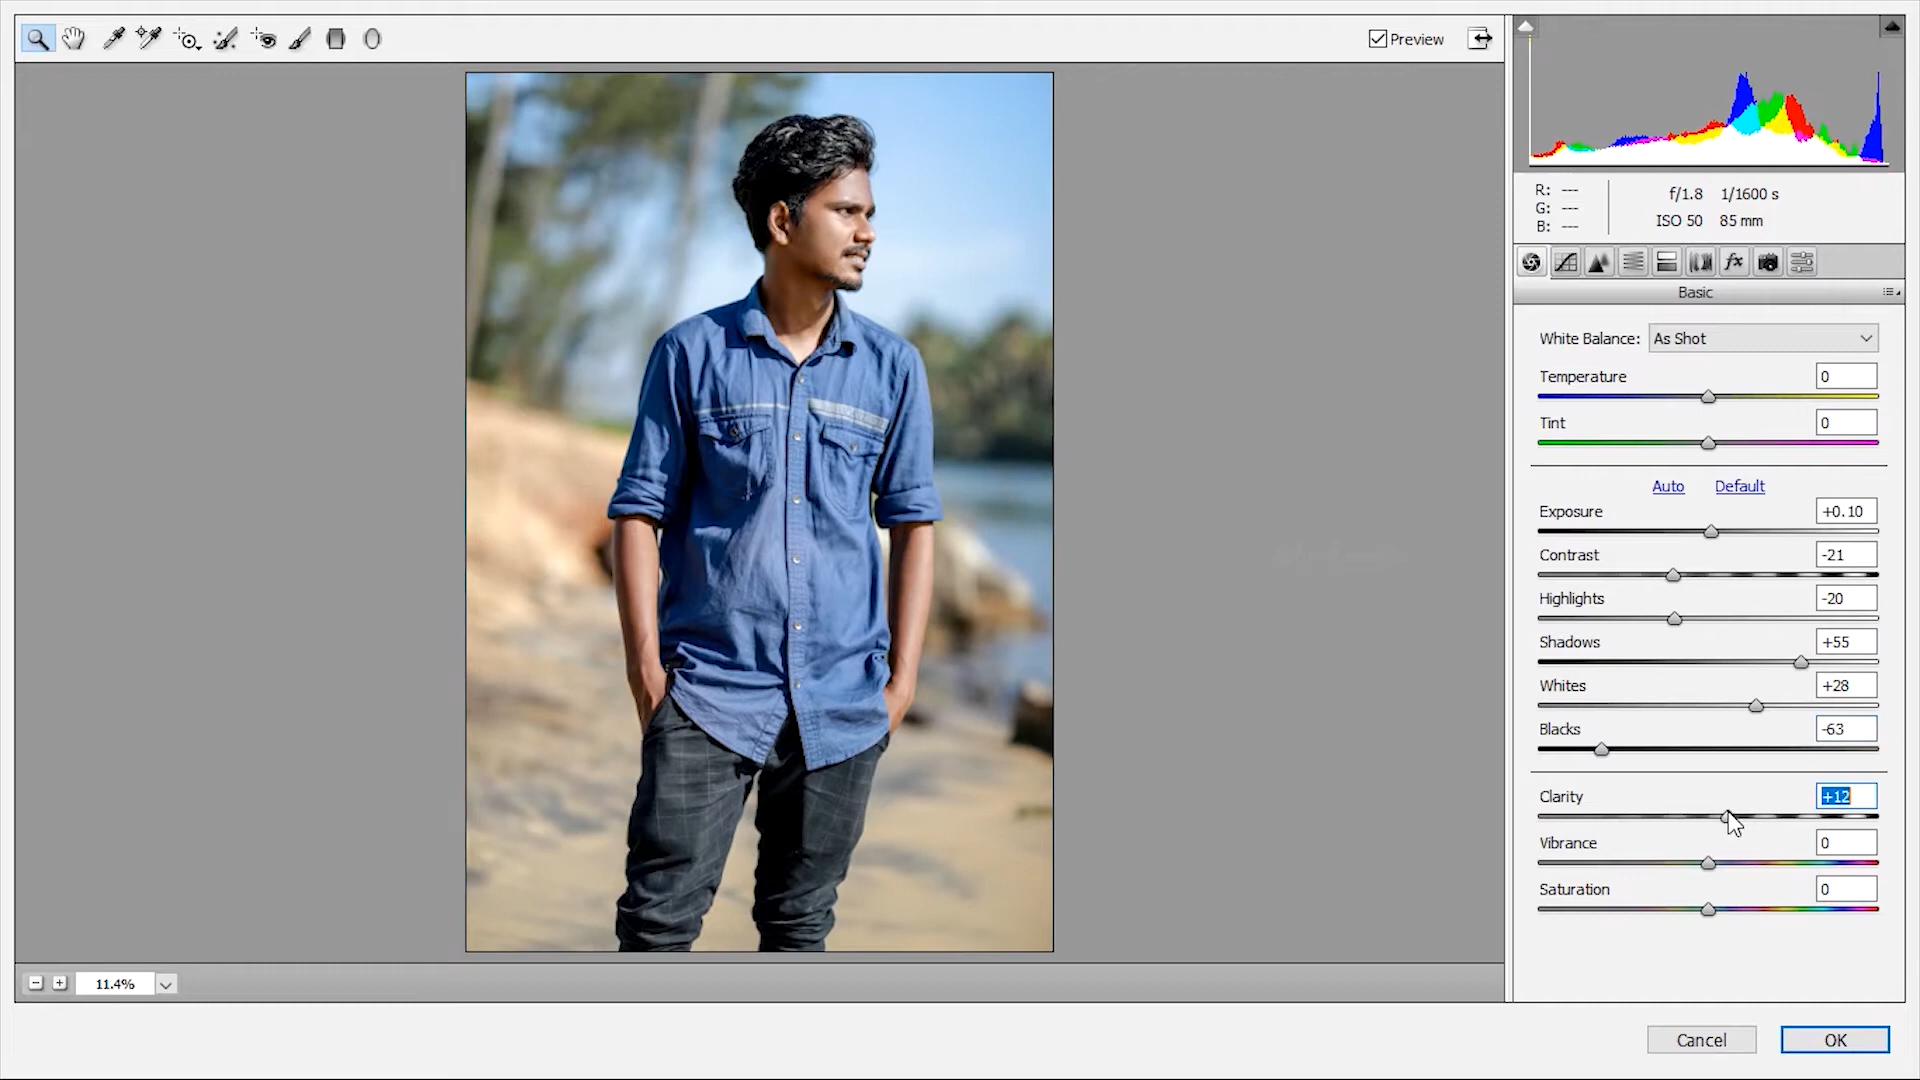 Preview
R: ---
G: ---
B: ---
f/1.8 1/1600 s
ISO 50 85 mm
fx
Basic
White Balance: As Shot
Temperature 0
Tint 0
Auto Default
Exposure +0.10
Contrast -21
Highlights -20
Shadows +55
Whites +28
Blacks -63
Clarity +12
Vibrance 0
Saturation 0
11.4%
Cancel OK